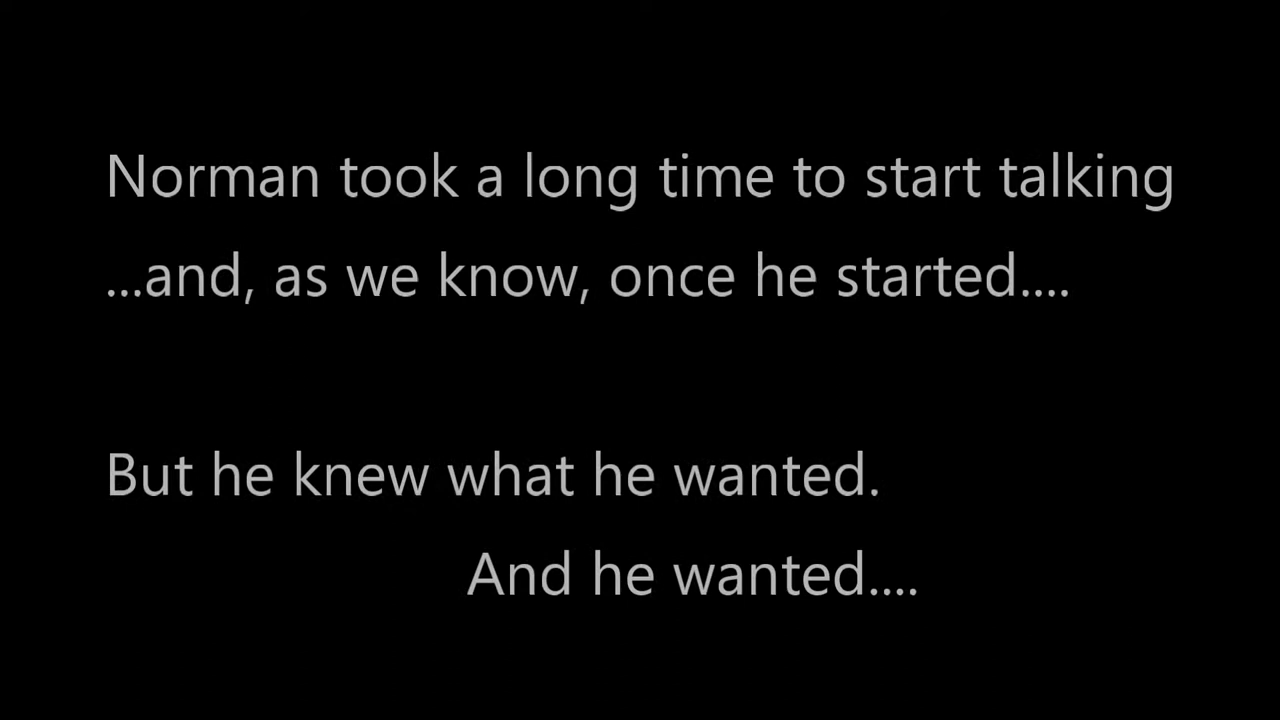 Norman took a long time to start talking
...and, as we know, once he started....
But he knew what he wanted.
And he wanted....